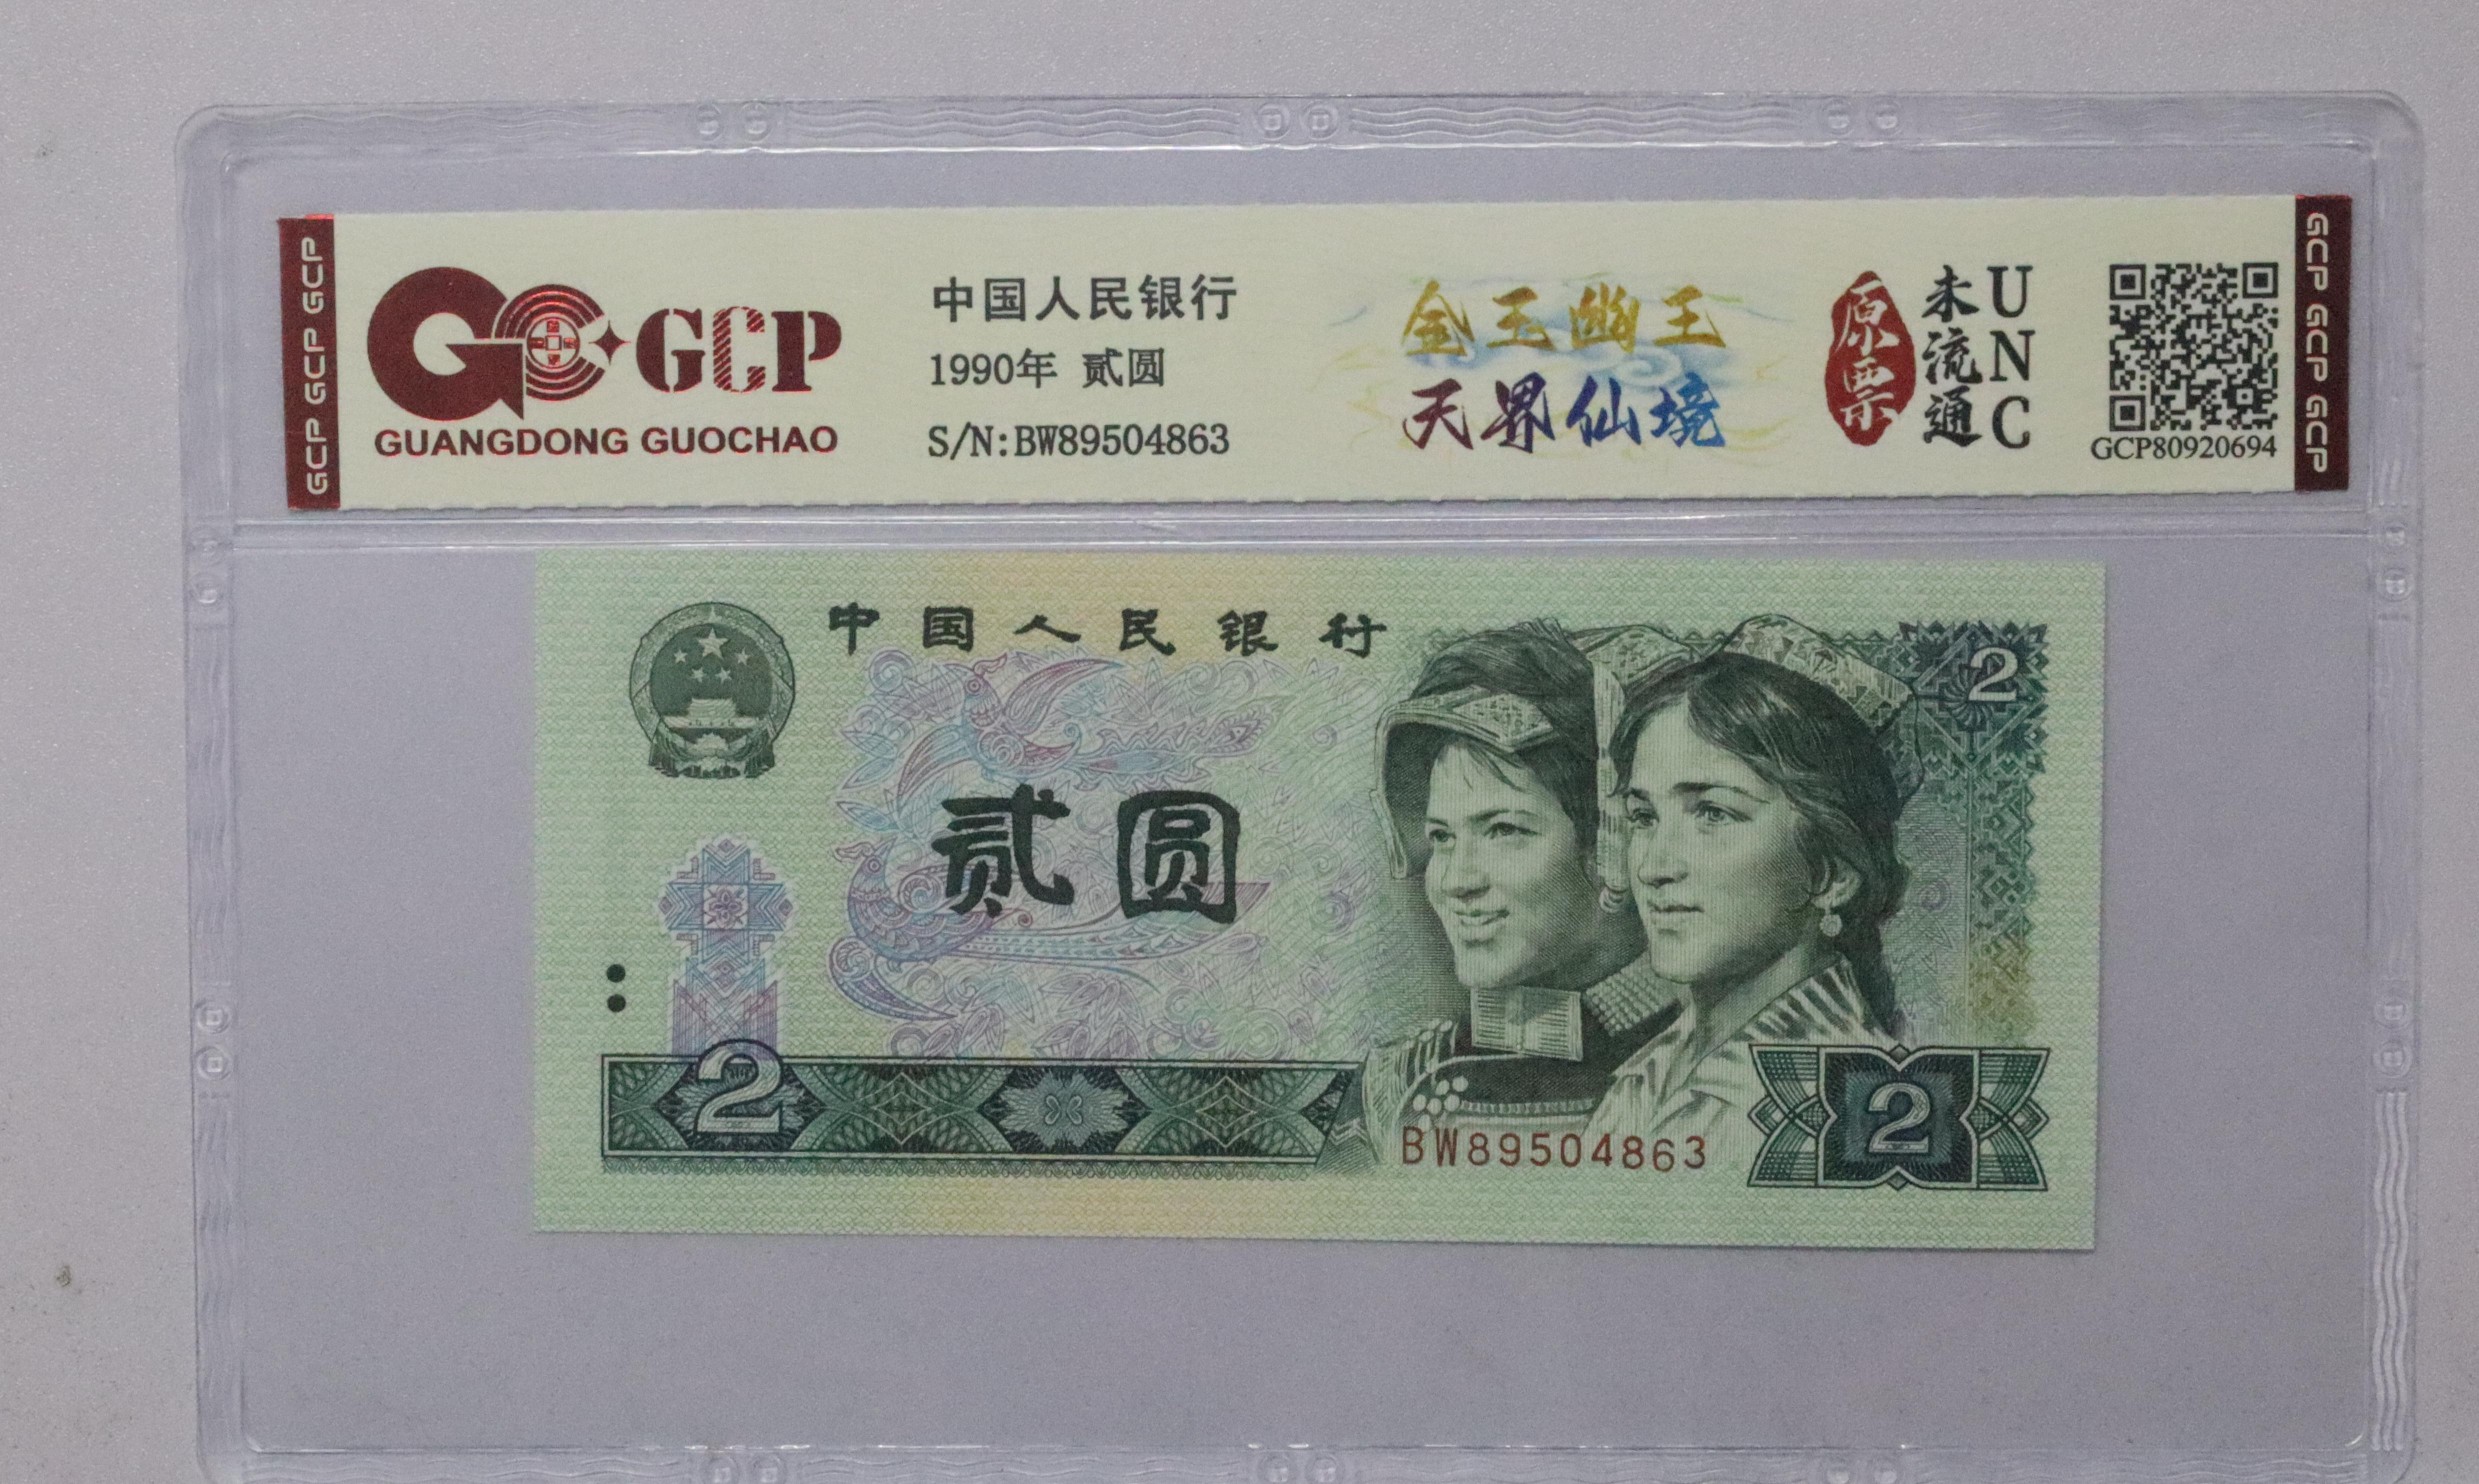 GCP GCP GCP
GCP
GUANGDONG GUOCHAO
中国人民银行
1990年 贰圆
S/N:BW89504863
金玉幽王
天界仙境
原票
未流通
UNC
GCP80920694
GCP GCP GCP
中国人民银行
2
贰圆
2
BW89504863
2